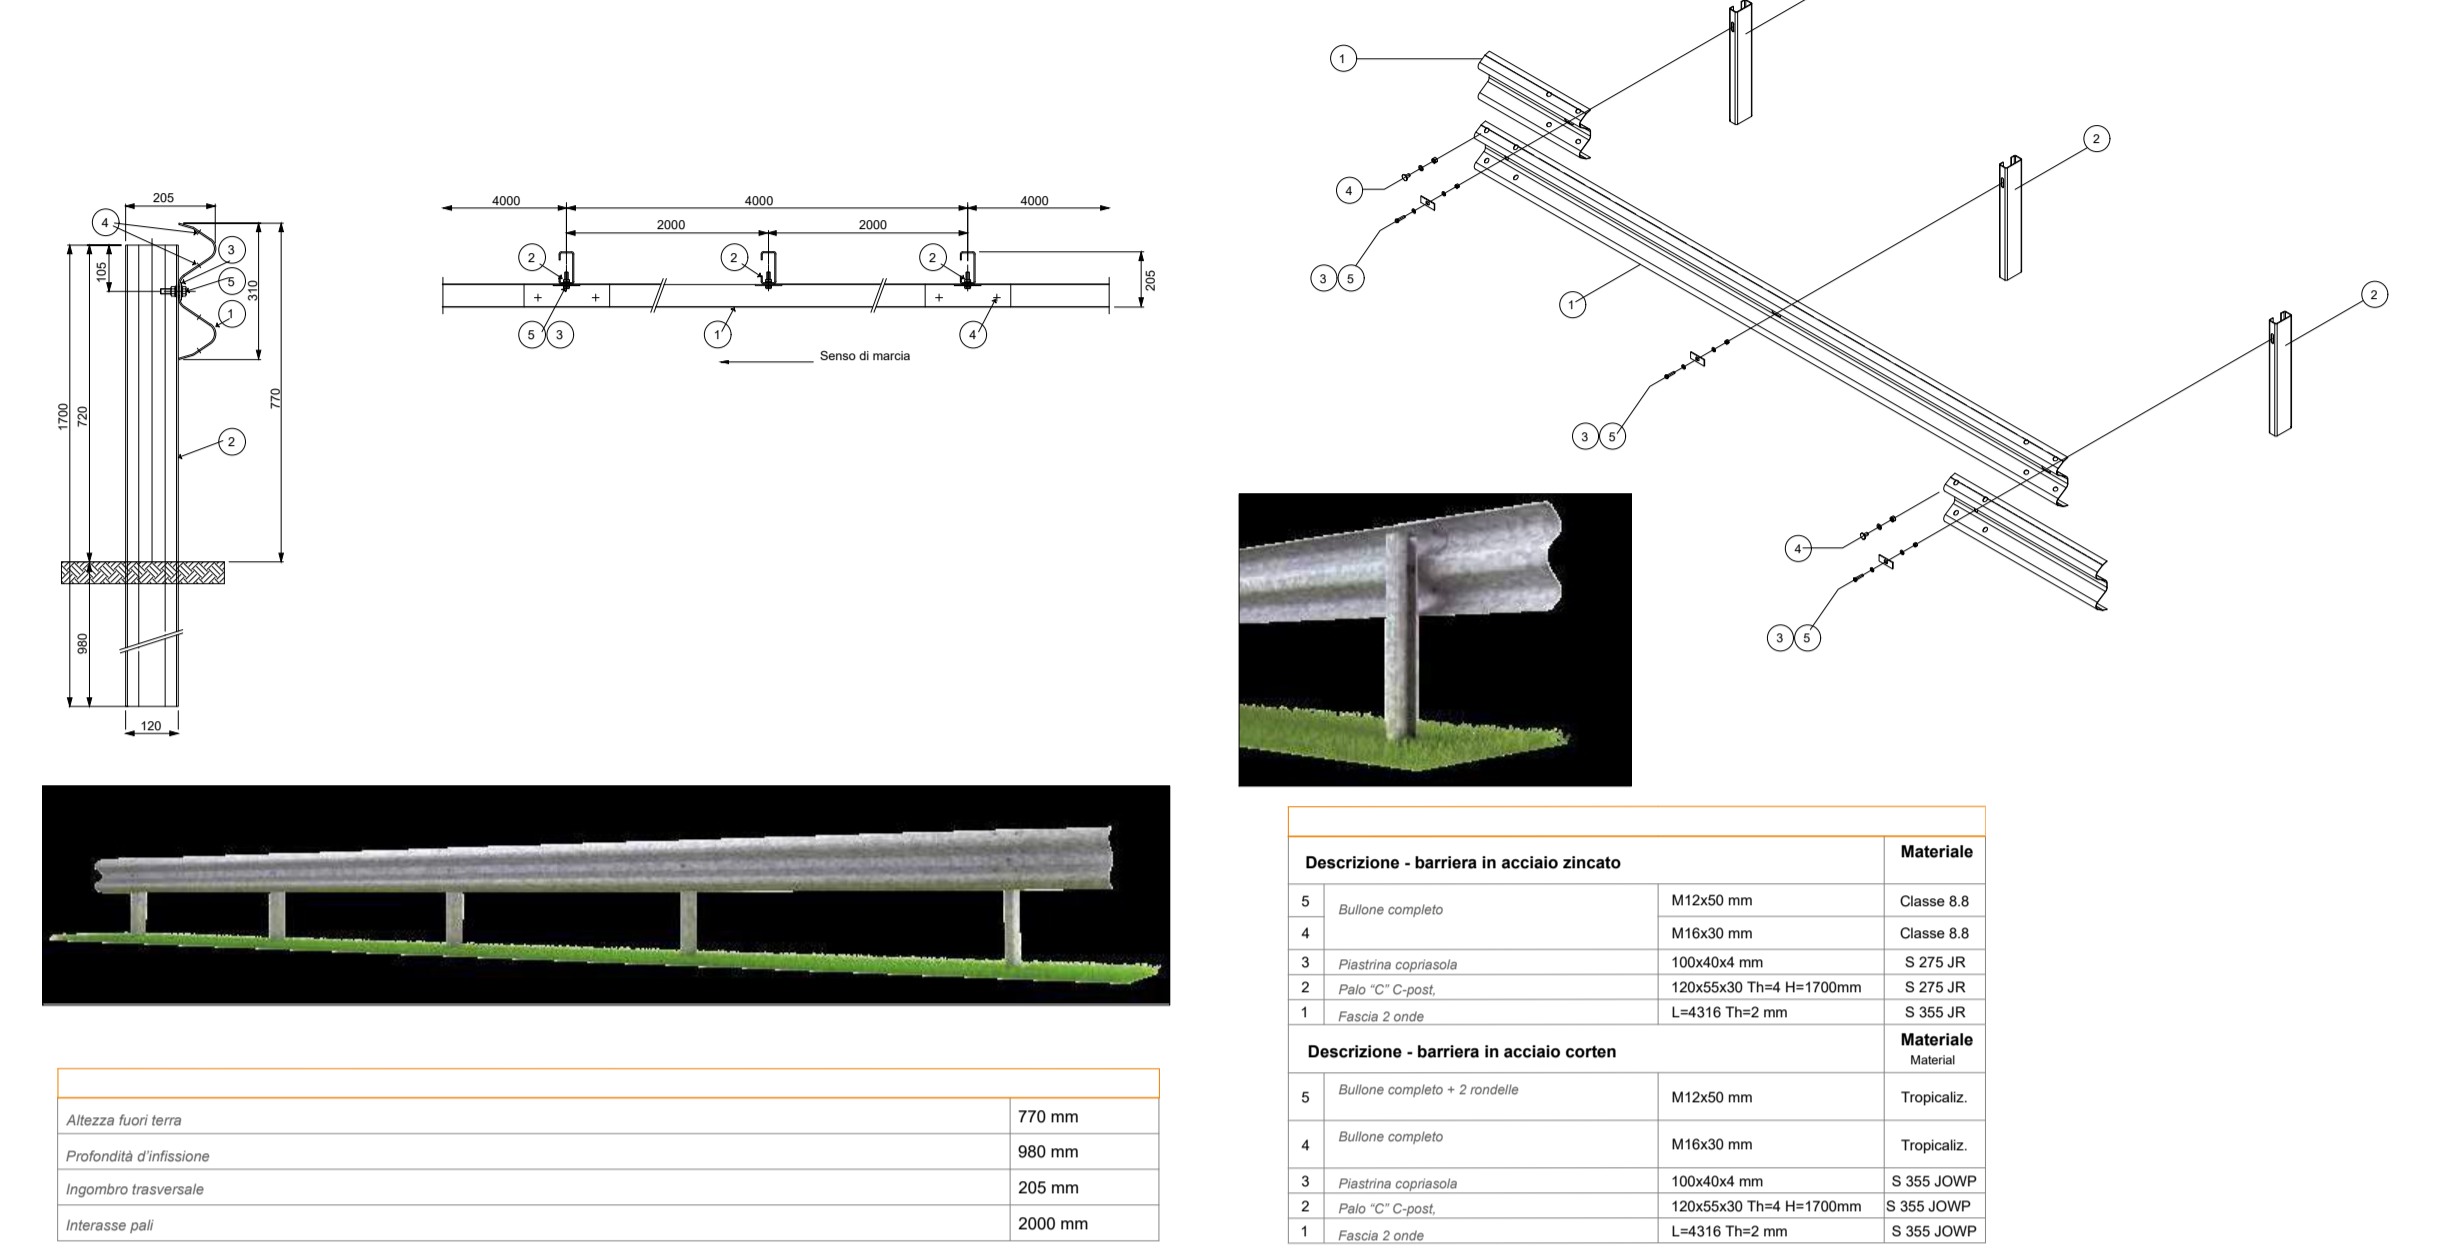 205
4
3
5
1
105
310
1700
720
770
2
980
120
4000 4000 4000
2000 2000
2 2 2
205
5 3 1 4
Senso di marcia
1
2
4
3 5
1
2
3 5
4
3 5
Altezza fuori terra 770 mm
Profondità d'infissione 980 mm
Ingombro trasversale 205 mm
Interasse pali 2000 mm
Descrizione - barriera in acciaio zincato Materiale
5 Bullone completo M12x50 mm Classe 8.8
4 M16x30 mm Classe 8.8
3 Piastrina copriasola 100x40x4 mm S 275 JR
2 Palo “C” C-post, 120x55x30 Th=4 H=1700mm S 275 JR
1 Fascia 2 onde L=4316 Th=2 mm S 355 JR
Descrizione - barriera in acciaio corten Materiale
Material
5 Bullone completo + 2 rondelle M12x50 mm Tropicaliz.
4 Bullone completo M16x30 mm Tropicaliz.
3 Piastrina copriasola 100x40x4 mm S 355 JOWP
2 Palo “C” C-post, 120x55x30 Th=4 H=1700mm S 355 JOWP
1 Fascia 2 onde L=4316 Th=2 mm S 355 JOWP